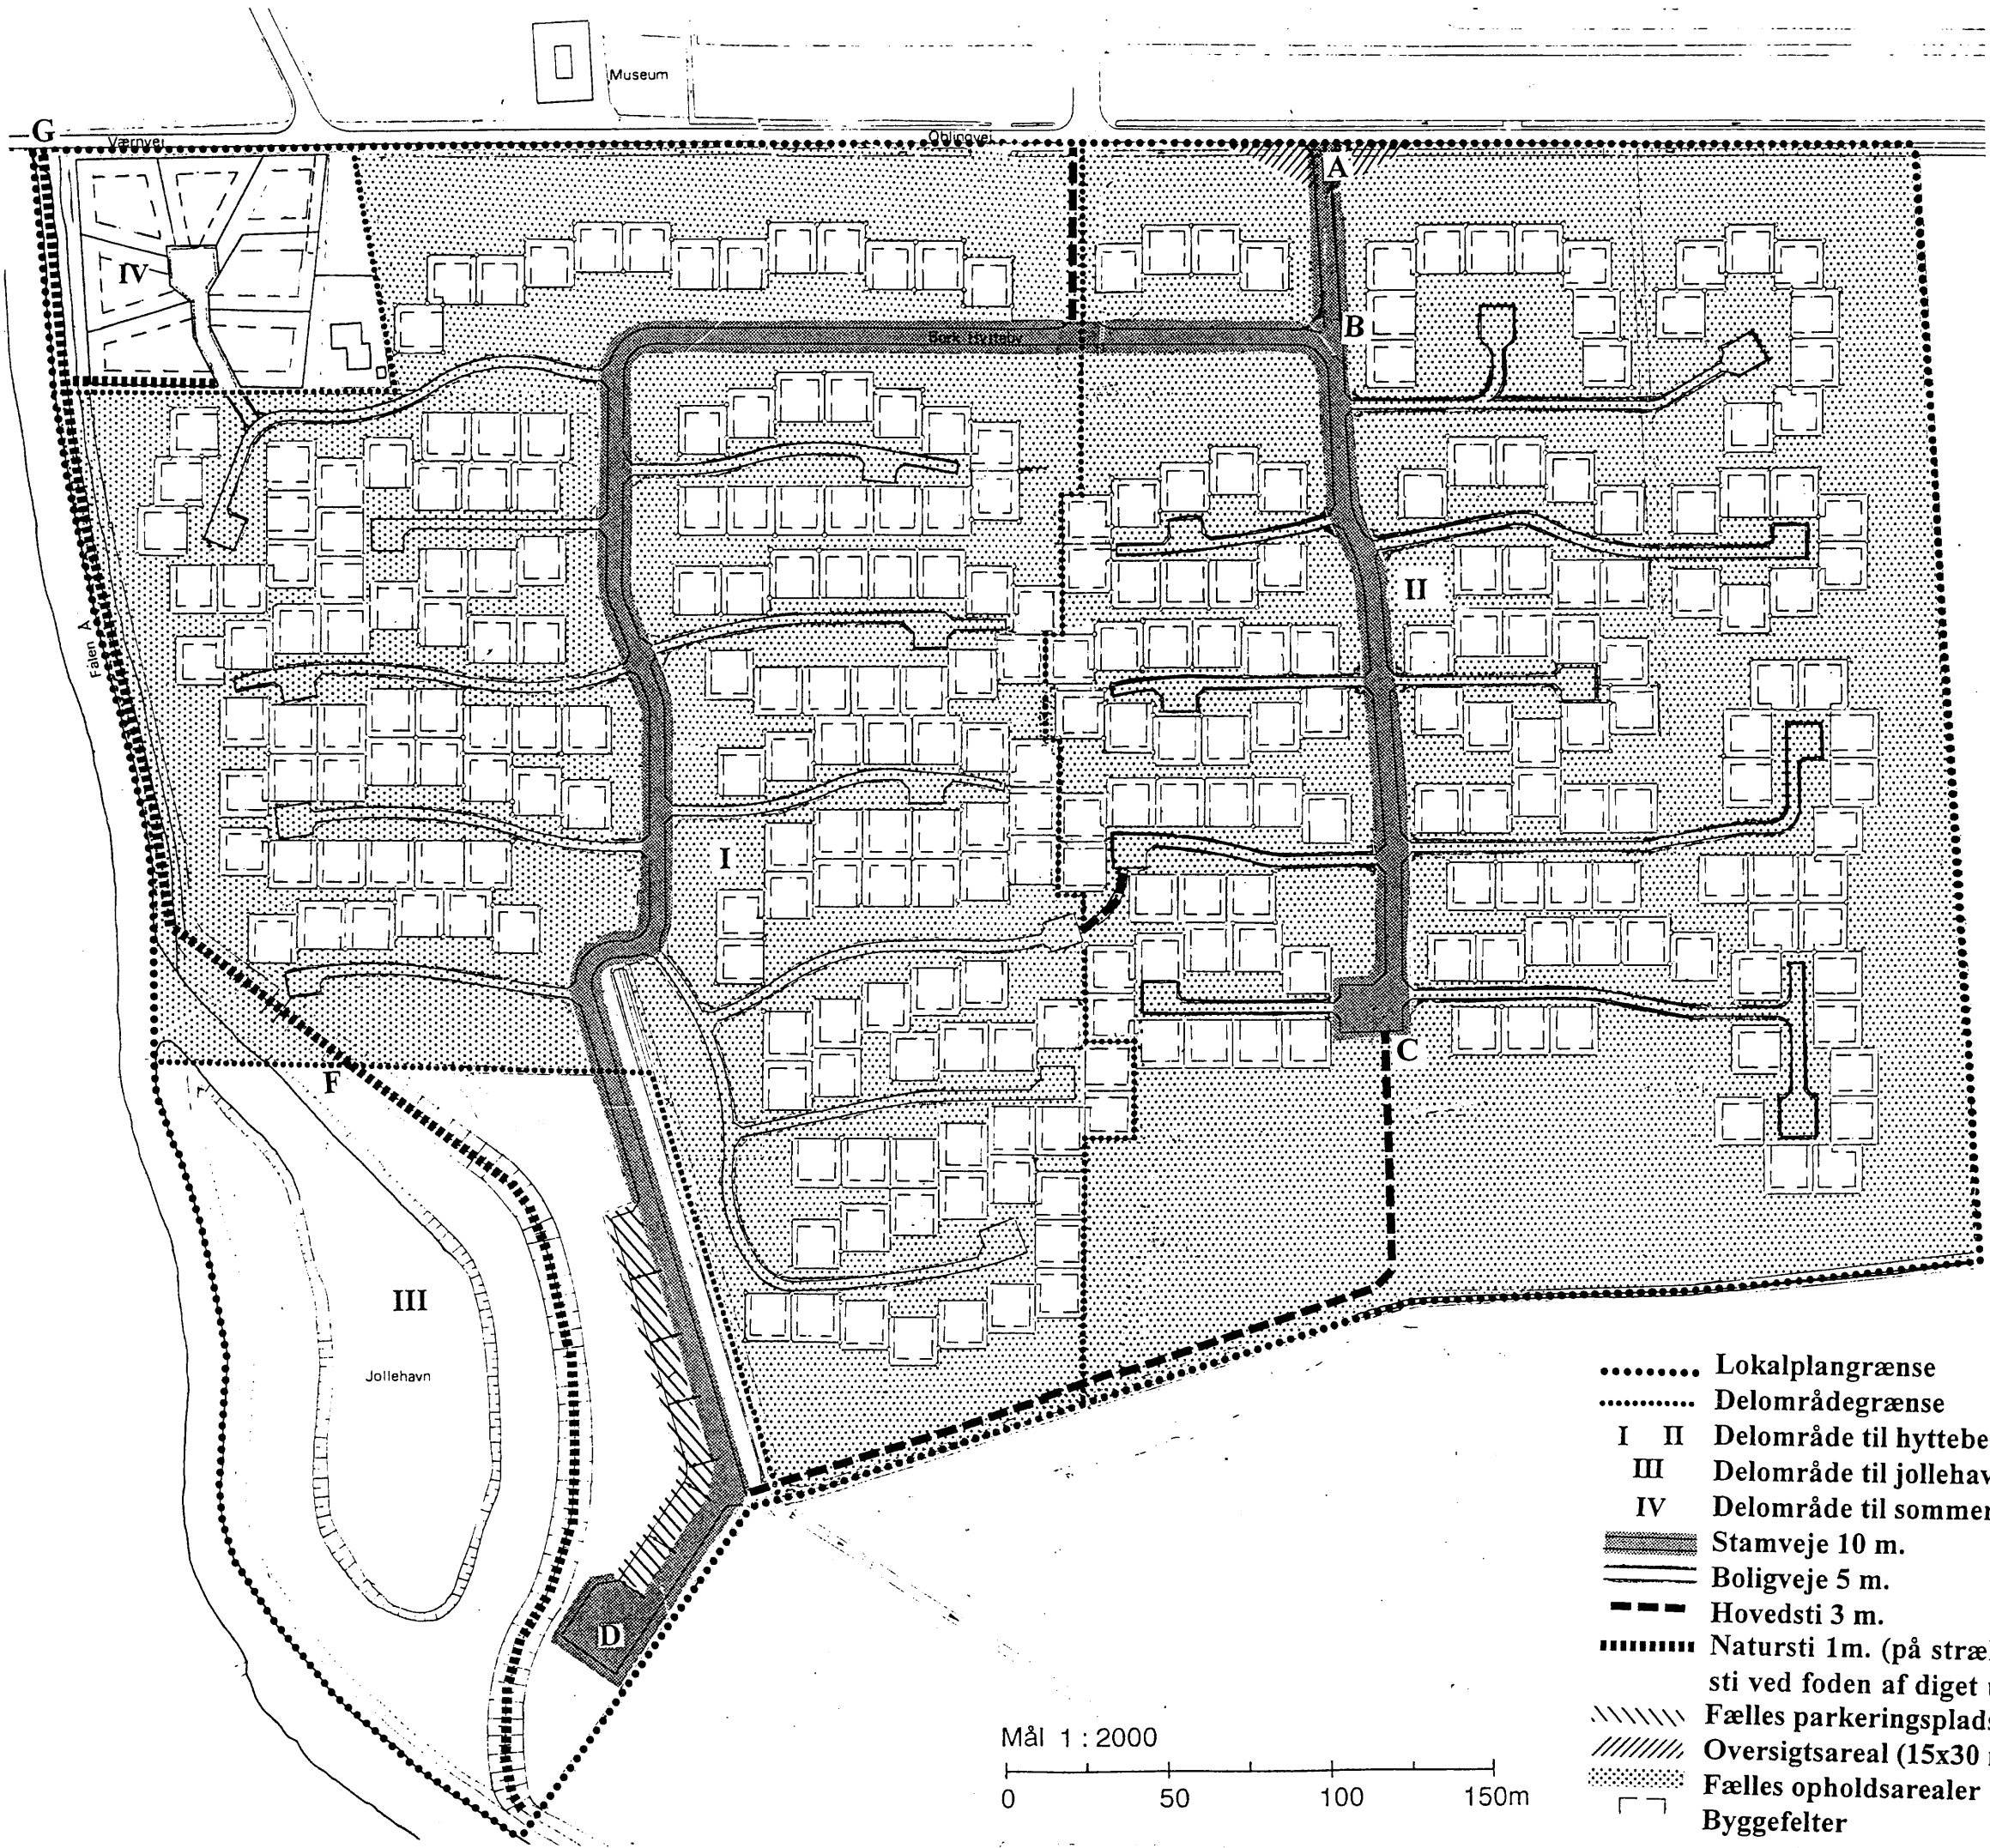 Museum
G
Værnvej
Oblingvej
A
IV
B
Bork Hytteby
II
Falen Å
I
C
F
III
Jollehavn
D
Lokalplangrænse
Delområdegrænse
I II Delområde til hyttebe
III Delområde til jollehav
IV Delområde til sommer
Stamveje 10 m.
Boligveje 5 m.
Hovedsti 3 m.
Natursti 1m. (på stræk
sti ved foden af diget
Fælles parkeringsplads
Oversigtsareal (15x30
Fælles opholdsarealer
Byggefelter
Mål 1 : 2000
0 50 100 150m